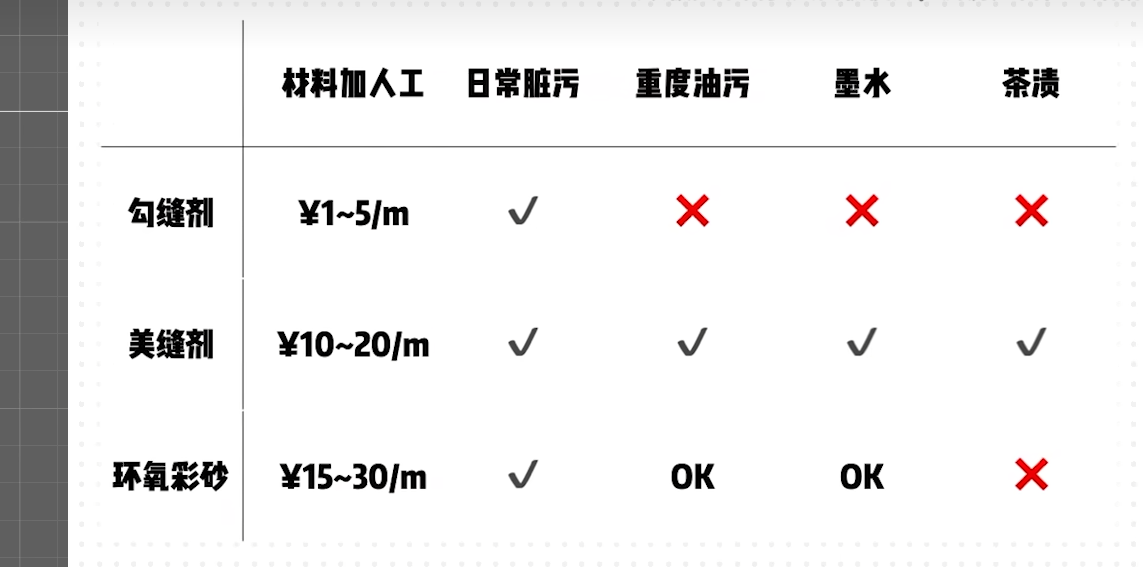 材料加人工 日常脏污 重度油污 墨水 茶渍
勾缝剂 ¥1~5/m ✓ ❌ ❌ ❌
美缝剂 ¥10~20/m ✓ ✓ ✓ ✓
环氧彩砂 ¥15~30/m ✓ OK OK ❌